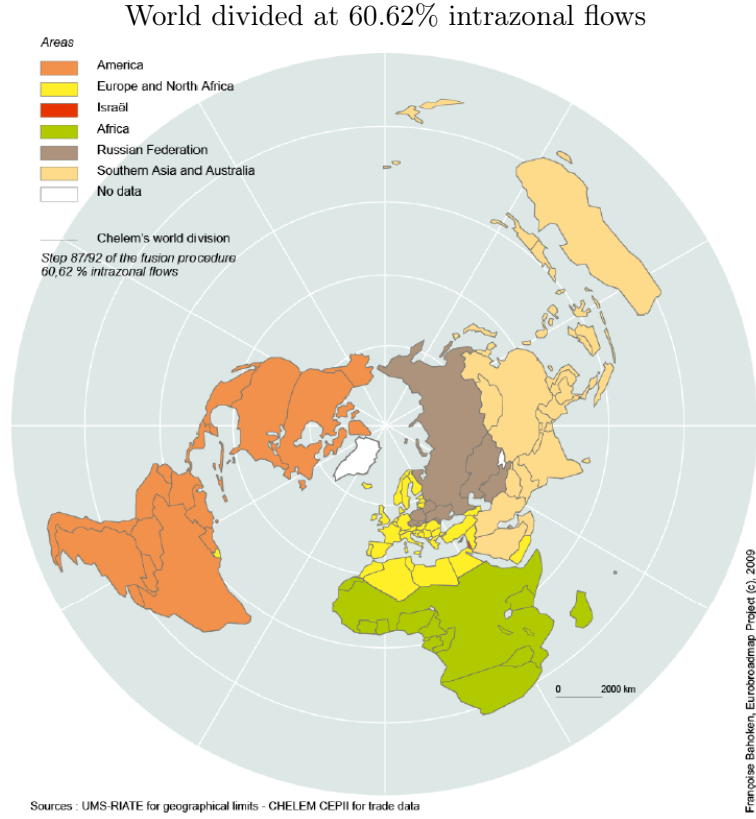 World divided at 60.62% intrazonal flows
Areas
America
Europe and North Africa
Israël
Africa
Russian Federation
Southern Asia and Australia
No data
Chelem's world division
Step 87/92 of the fusion procedure
60,62 % intrazonal flows
0 2000 km
Françoise Bahoken, Eurobroadmap Project (c), 2009
Sources : UMS-RIATE for geographical limits - CHELEM CEPII for trade data